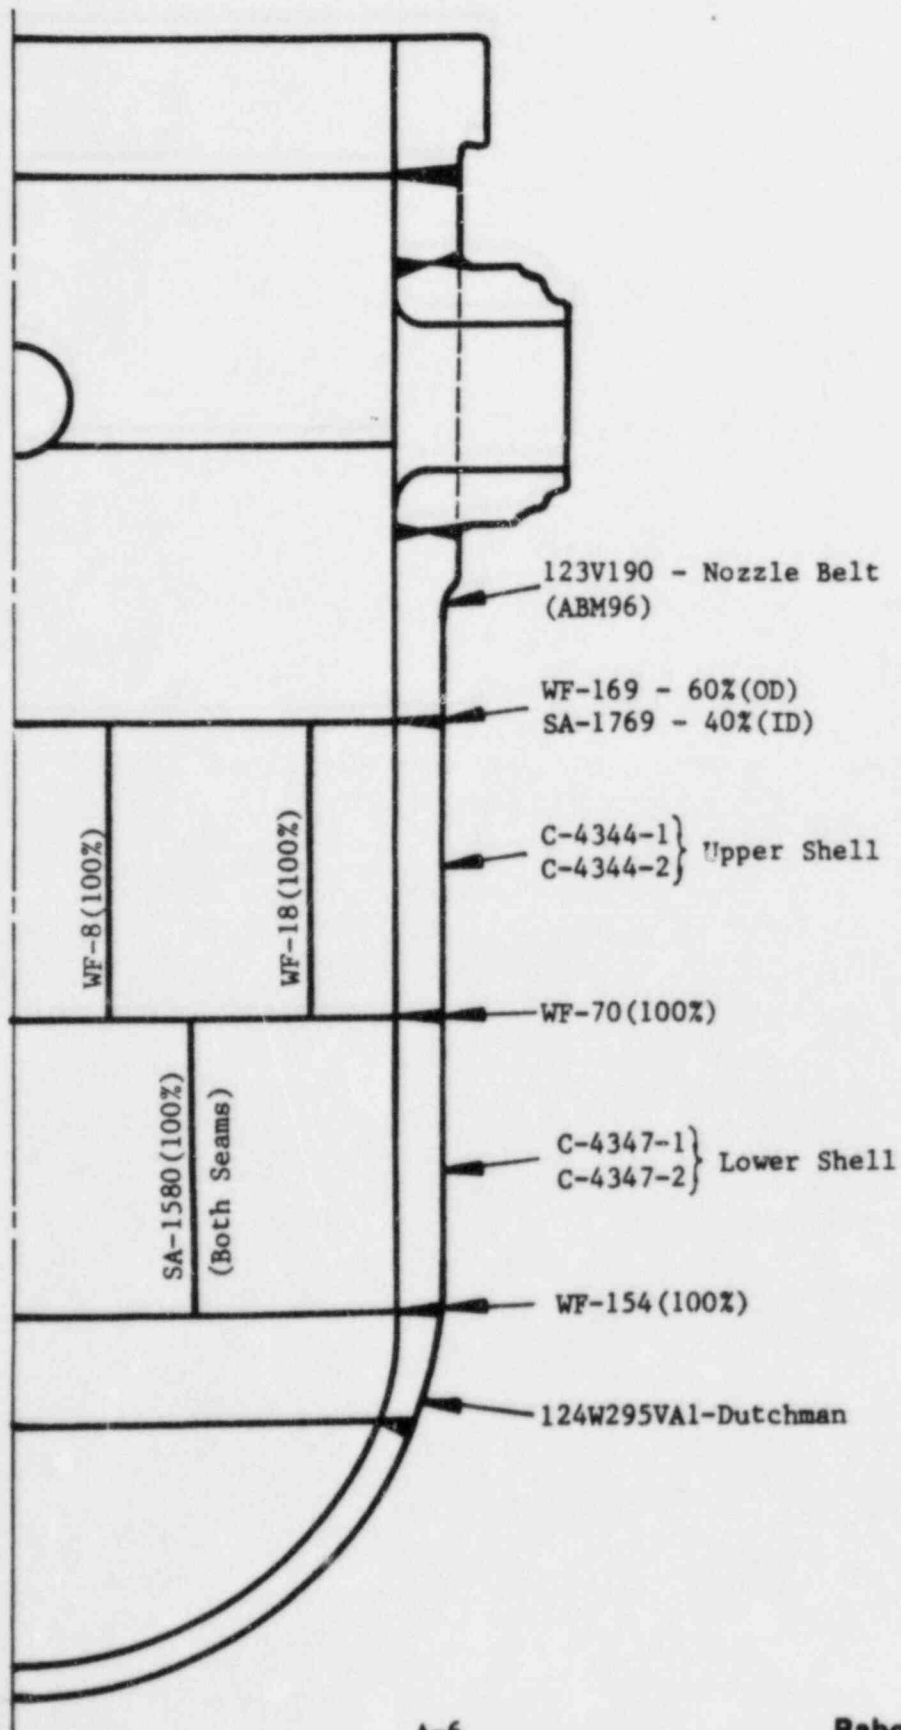 123V190 - Nozzle Belt
(ABM96)
WF-169 - 60%(OD)
SA-1769 - 40%(ID)
WF-8(100%)
WF-18(100%)
C-4344-1
C-4344-2} Upper Shell
WF-70(100%)
SA-1580(100%)
(Both Seams)
C-4347-1
C-4347-2} Lower Shell
WF-154(100%)
124W295VA1-Dutchman